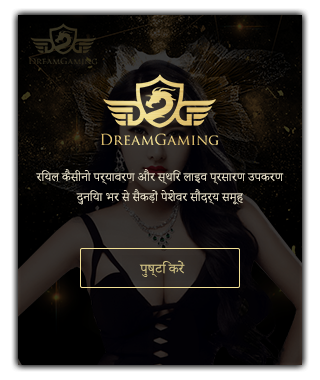 DREAMGAMING
DREAMGAMING
रियल कैसीनो पर्यावरण और स्थिर लाइव प्रसारण उपकरण
दुनिया भर से सैकड़ों पेशेवर सौंदर्य समूह
पुष्टि करें